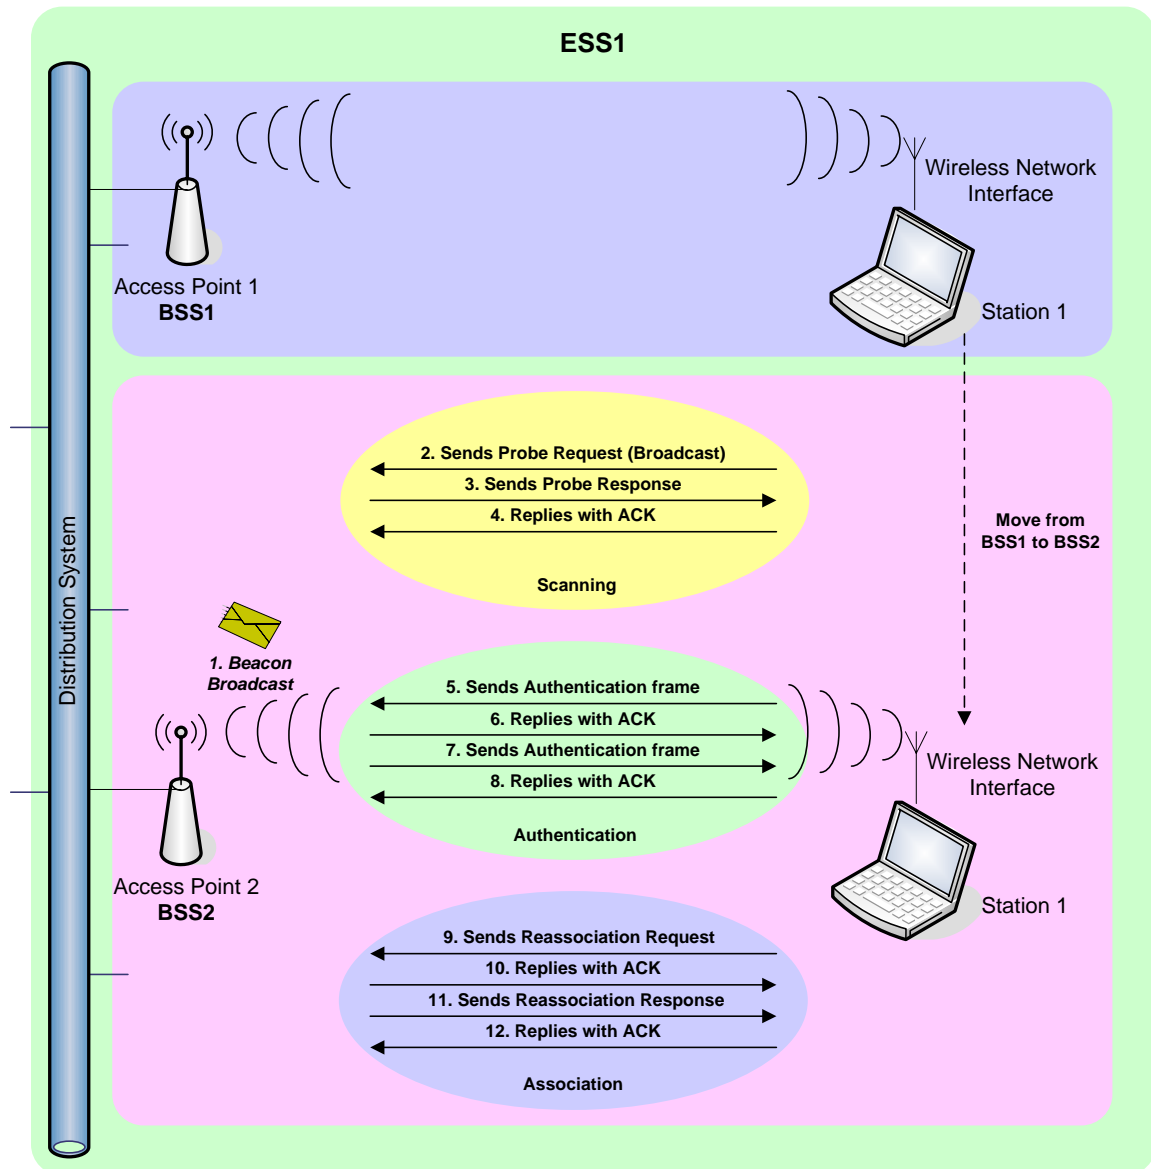 ESS1
Wireless Network
Interface
Access Point 1
BSS1
Station 1
2. Sends Probe Request (Broadcast)
3. Sends Probe Response
4. Replies with ACK
Scanning
Move from
BSS1 to BSS2
Distribution System
1. Beacon
Broadcast
5. Sends Authentication frame
6. Replies with ACK
7. Sends Authentication frame
8. Replies with ACK
Authentication
Wireless Network
Interface
Access Point 2
BSS2
Station 1
9. Sends Reassociation Request
10. Replies with ACK
11. Sends Reassociation Response
12. Replies with ACK
Association